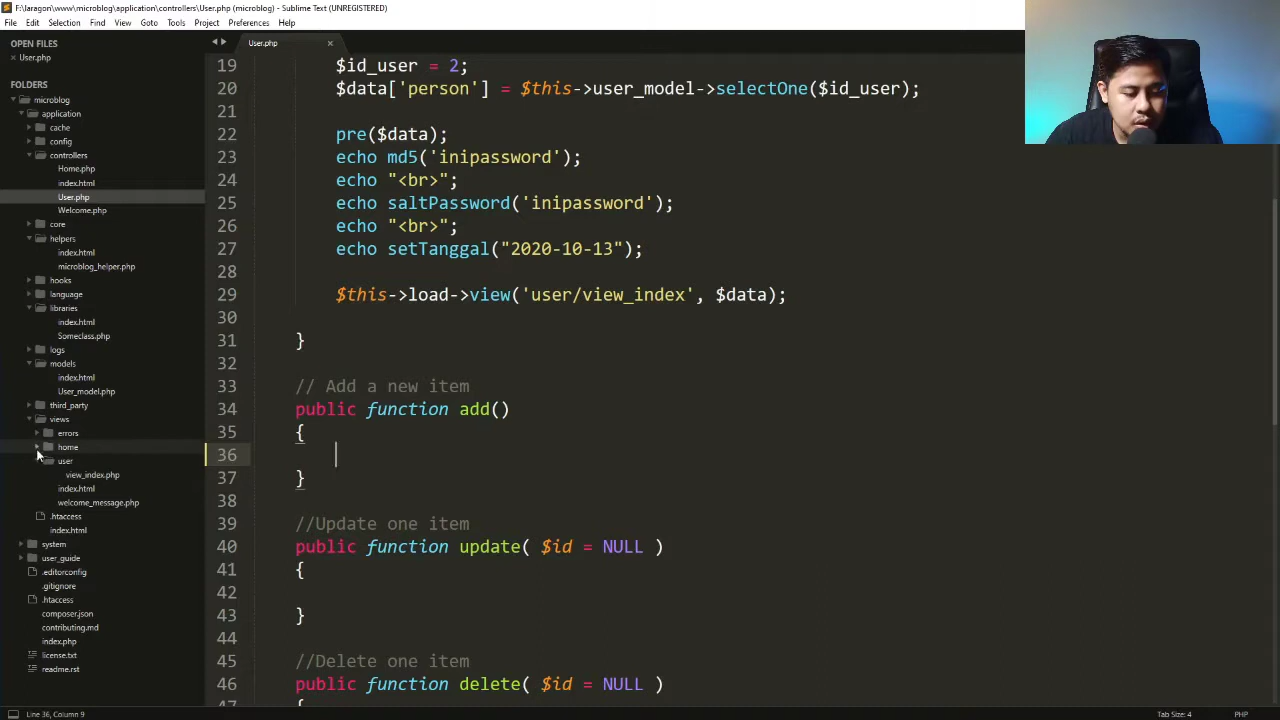 F:\laragon\www\microblog\application\controllers\User.php (microblog) - Sublime Text (UNREGISTERED)
File Edit Selection Find View Goto Tools Project Preferences Help
OPEN FILES
× User.php
FOLDERS
microblog
application
cache
config
controllers
Home.php
index.html
User.php
Welcome.php
core
helpers
index.html
microblog_helper.php
hooks
language
libraries
index.html
Someclass.php
logs
models
index.html
User_model.php
third_party
views
errors
home
user
view_index.php
index.html
welcome_message.php
.htaccess
index.html
system
user_guide
.editorconfig
.gitignore
.htaccess
composer.json
contributing.md
index.php
license.txt
readme.rst
User.php ×
19 $id_user = 2;
20 $data['person'] = $this->user_model->selectOne($id_user);
21
22 pre($data);
23 echo md5('inipassword');
24 echo "<br>";
25 echo saltPassword('inipassword');
26 echo "<br>";
27 echo setTanggal("2020-10-13");
28
29 $this->load->view('user/view_index', $data);
30
31 }
32
33 // Add a new item
34 public function add()
35 {
36
37 }
38
39 //Update one item
40 public function update( $id = NULL )
41 {
42
43 }
44
45 //Delete one item
46 public function delete( $id = NULL )
47 {
Line 36, Column 9
Tab Size: 4 PHP